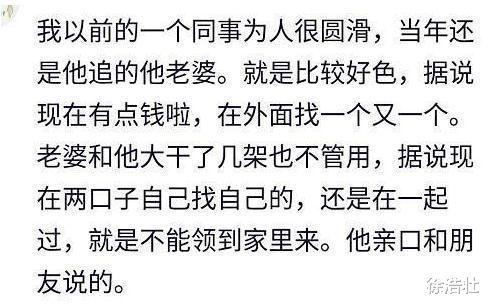 我以前的一个同事为人很圆滑，当年还
是他追的他老婆。就是比较好色，据说
现在有点钱啦，在外面找一个又一个。
老婆和他大干了几架也不管用，据说现
在两口子自己找自己的，还是在一起
过，就是不能领到家里来。他亲口和朋
友说的。
徐浩壮